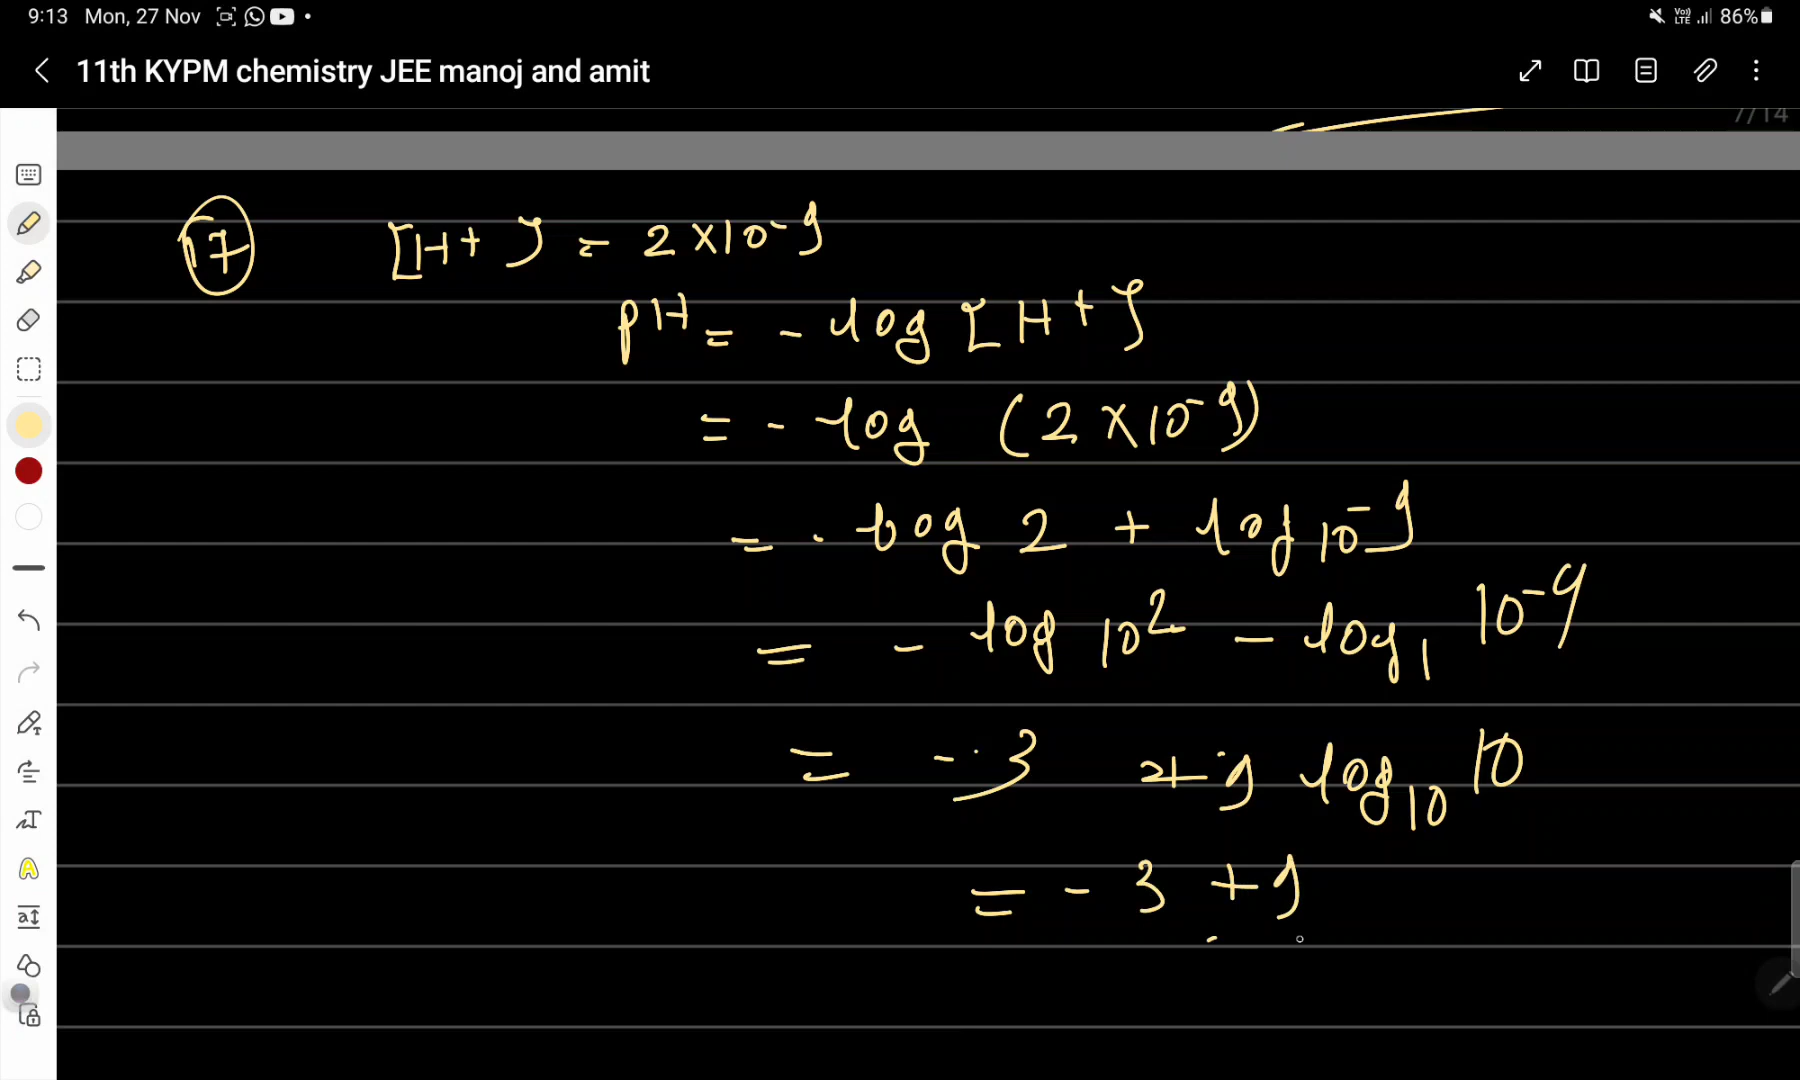 9:13 Mon, 27 Nov 86%
11th KYPM chemistry JEE manoj and amit
7/14
17 [H+] = 2 × 10⁻⁹
pH = - log [H+]
= - log (2 × 10⁻⁹)
= - log 2 + log 10⁻⁹
= - log 10² - log₁ 10⁻⁹
= - · 3 + 9 log₁₀ 10
= - 3 + 9